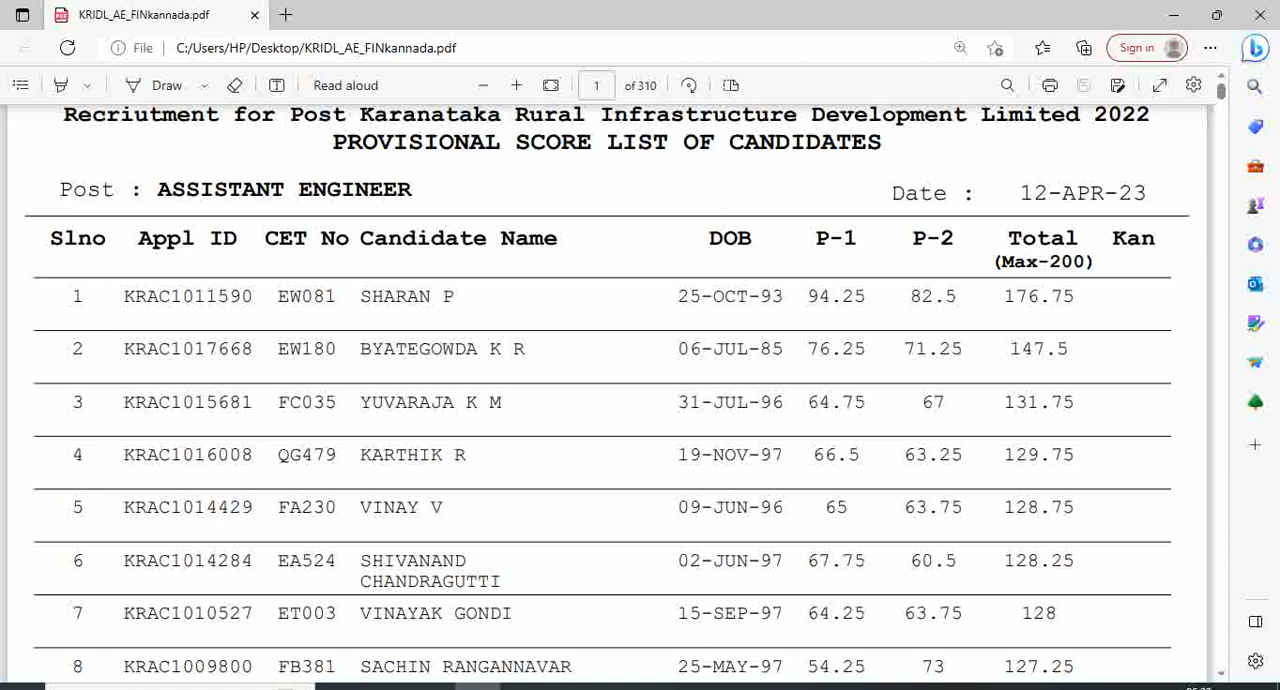 KRIDL_AE_FINkannada.pdf
File C:/Users/HP/Desktop/KRIDL_AE_FINkannada.pdf Sign in
Draw Read aloud 1 of 310
Recriutment for Post Karanataka Rural Infrastructure Development Limited 2022
PROVISIONAL SCORE LIST OF CANDIDATES
Post : ASSISTANT ENGINEER Date : 12-APR-23
Slno Appl ID CET No Candidate Name DOB P-1 P-2 Total Kan
(Max-200)
1 KRAC1011590 EW081 SHARAN P 25-OCT-93 94.25 82.5 176.75
2 KRAC1017668 EW180 BYATEGOWDA K R 06-JUL-85 76.25 71.25 147.5
3 KRAC1015681 FC035 YUVARAJA K M 31-JUL-96 64.75 67 131.75
4 KRAC1016008 QG479 KARTHIK R 19-NOV-97 66.5 63.25 129.75
5 KRAC1014429 FA230 VINAY V 09-JUN-96 65 63.75 128.75
6 KRAC1014284 EA524 SHIVANAND 02-JUN-97 67.75 60.5 128.25
CHANDRAGUTTI
7 KRAC1010527 ET003 VINAYAK GONDI 15-SEP-97 64.25 63.75 128
8 KRAC1009800 FB381 SACHIN RANGANNAVAR 25-MAY-97 54.25 73 127.25